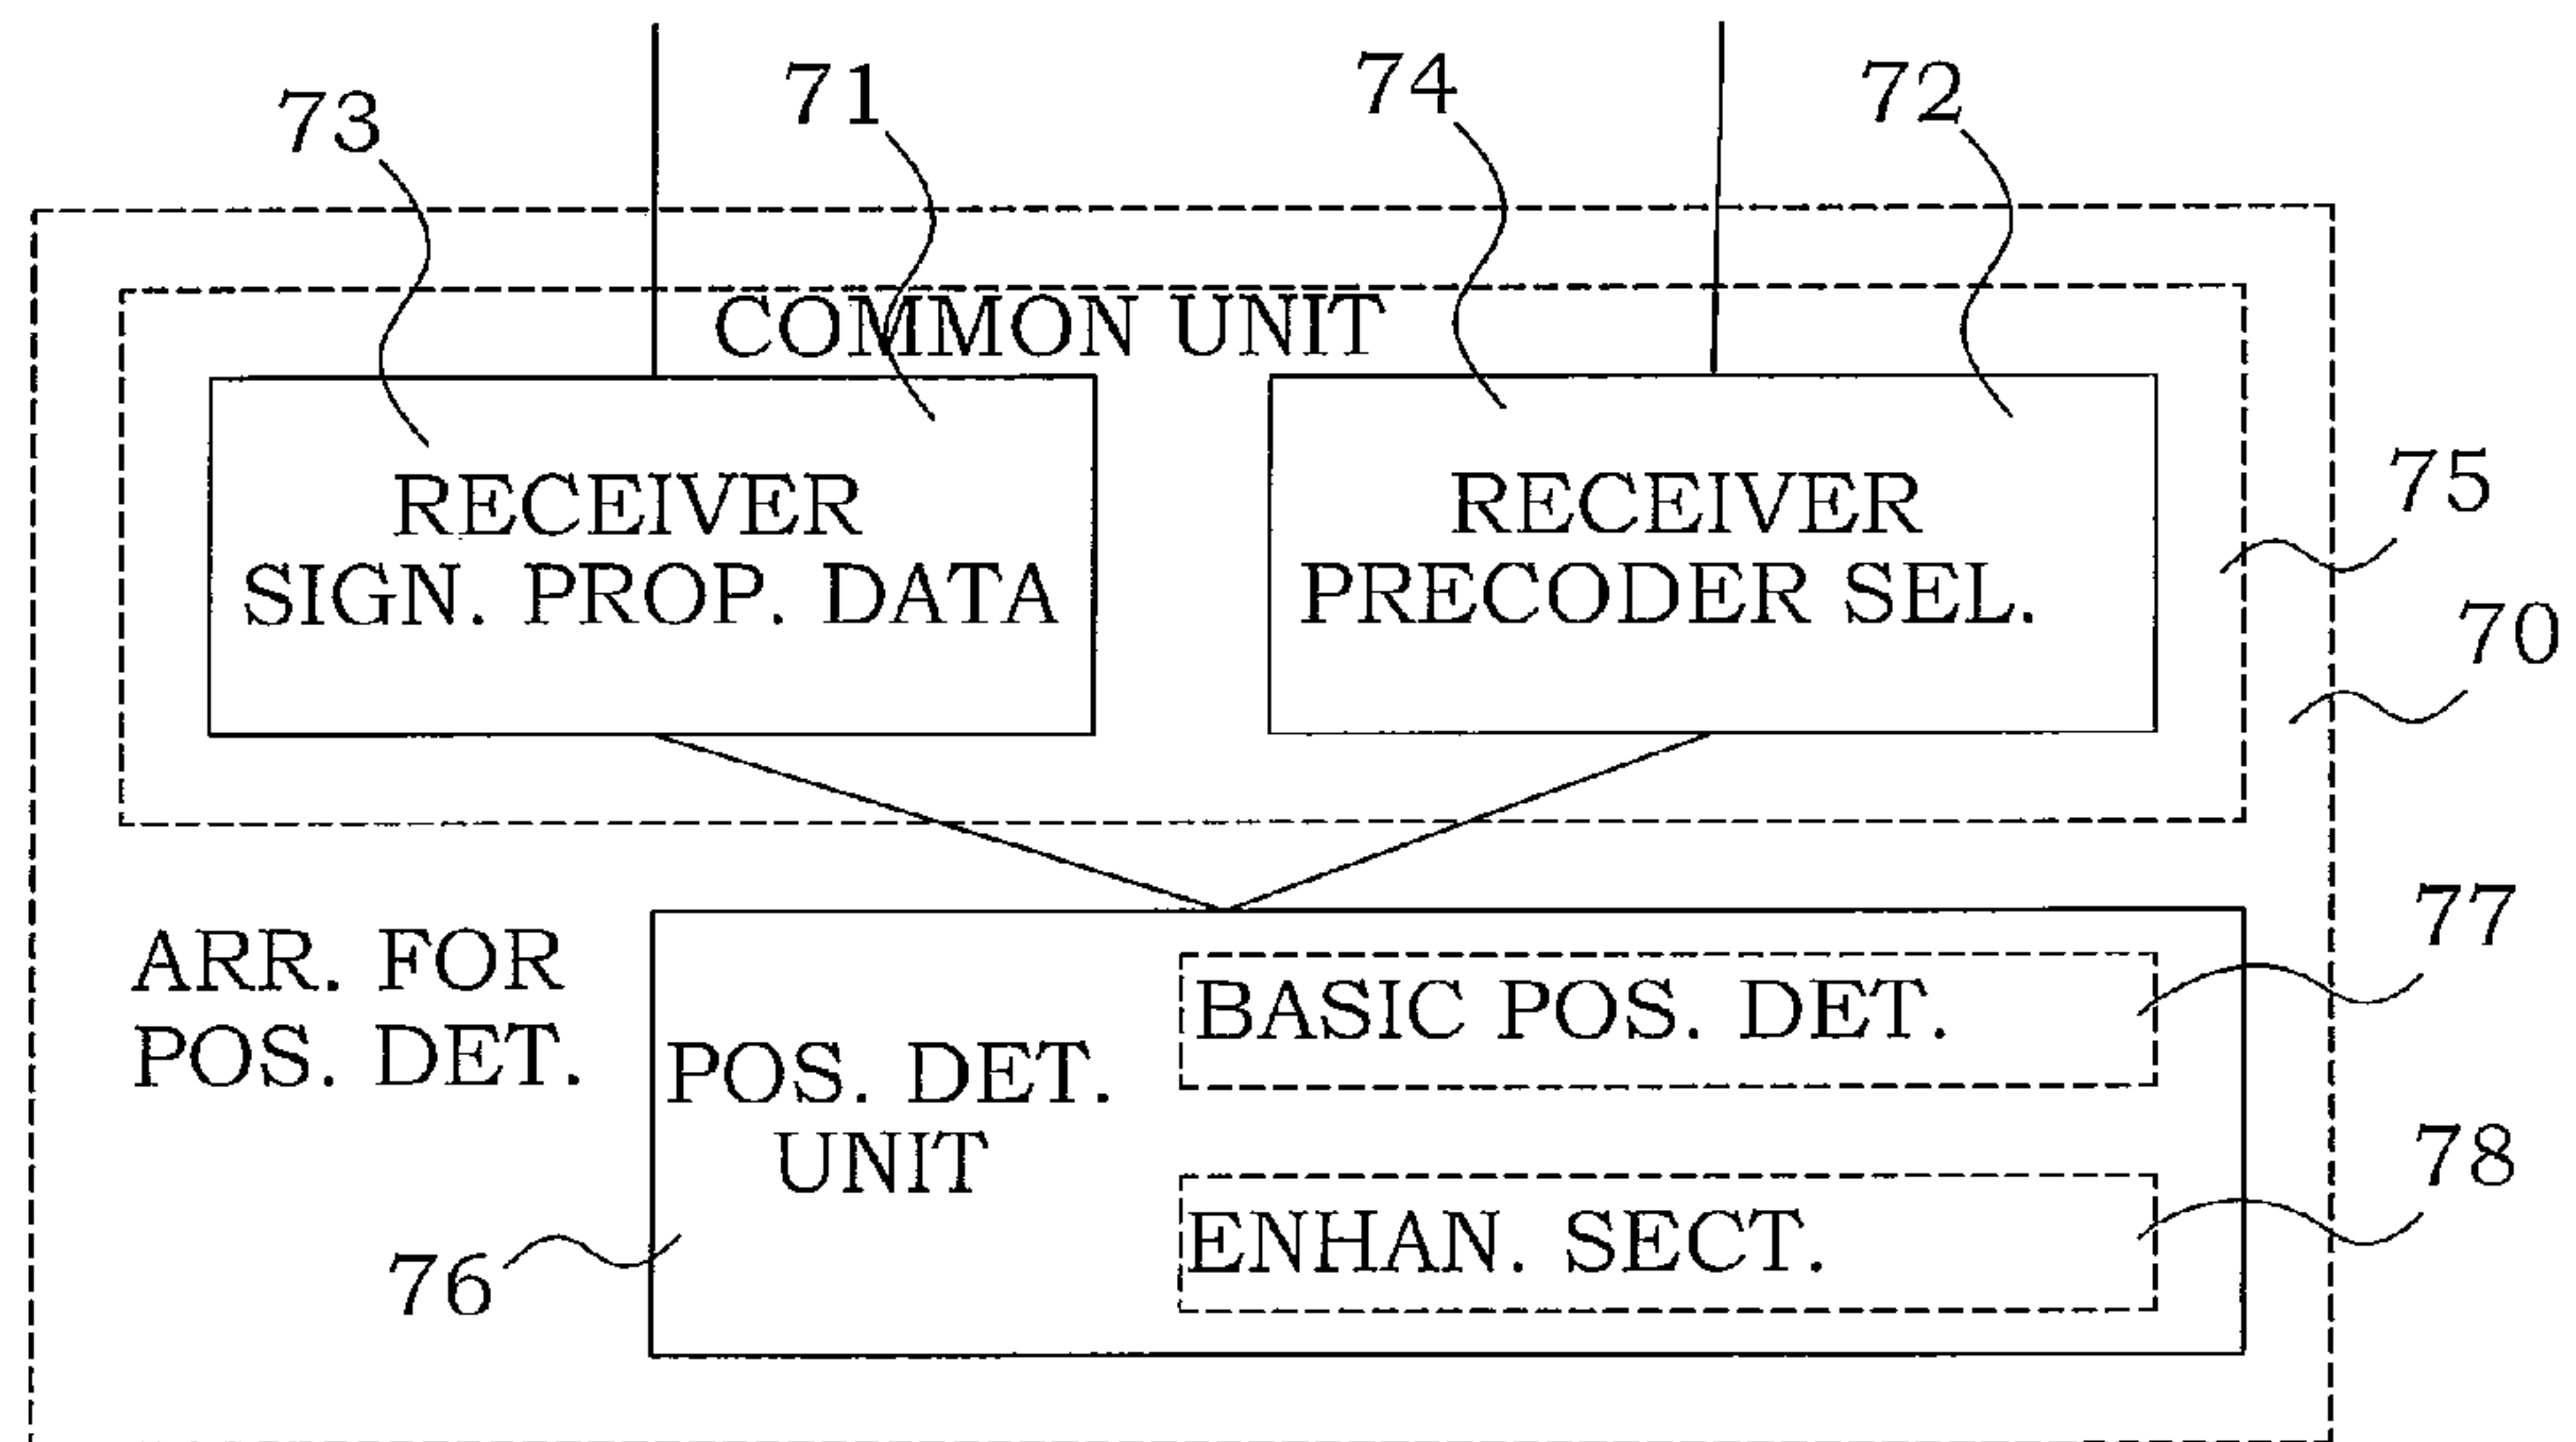 73
71
74
72
COMMON UNIT
RECEIVER
SIGN. PROP. DATA
RECEIVER
PRECODER SEL.
75
70
ARR. FOR
POS. DET.
POS. DET.
UNIT
BASIC POS. DET.
ENHAN. SECT.
77
78
76